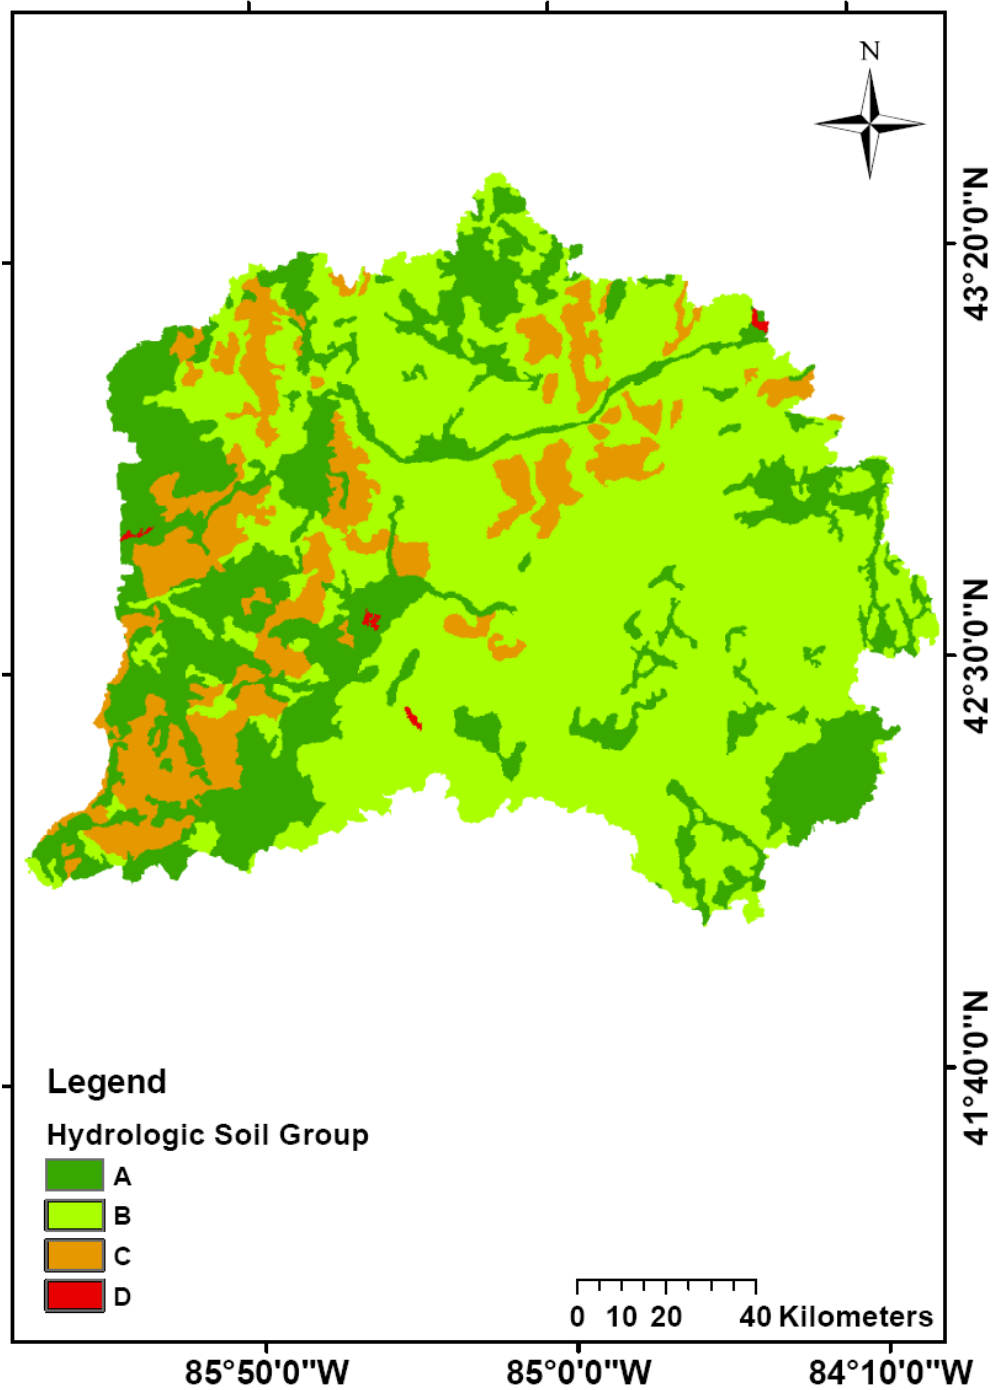 N
43°20'0"N
42°30'0"N
41°40'0"N
Legend
Hydrologic Soil Group
A
B
C
D
0 10 20 40 Kilometers
85°50'0"W 85°0'0"W 84°10'0"W